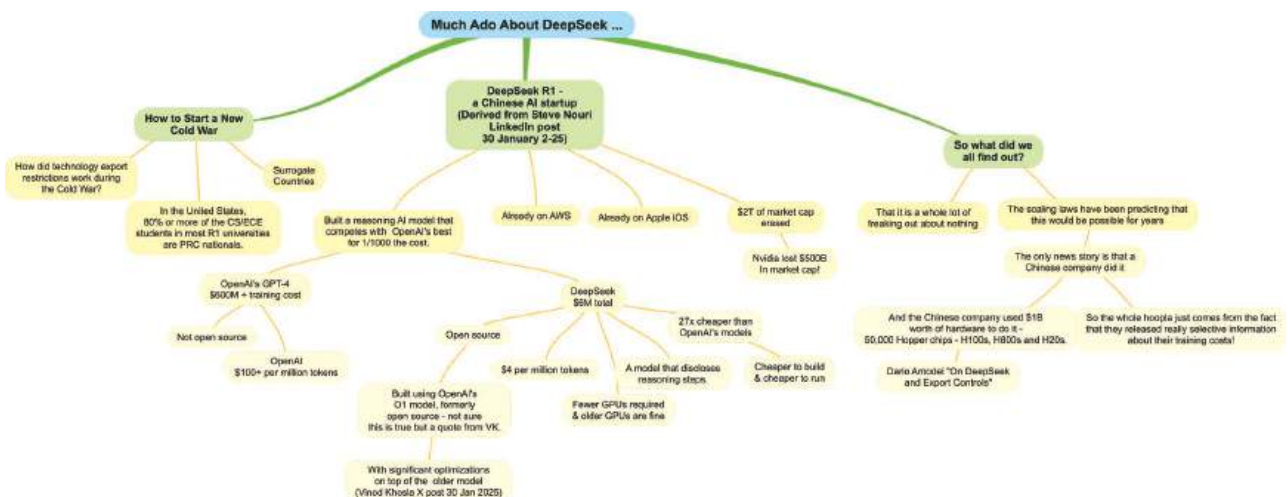 Much Ado About DeepSeek ...
How to Start a New
Cold War
How did technology export
restrictions work during
the Cold War?
In the United States,
80% or more of the CS/ECE
students in most R1 universities
are PRC nationals.
Surrogate
Countries
DeepSeek R1 -
a Chinese AI startup
(Derived from Steve Nouri
LinkedIn post
30 January 2-25)
Built a reasoning AI model that
competes with OpenAI's best
for 1/1000 the cost.
OpenAI's GPT-4
$600M + training cost
Not open source
OpenAI
$100+ per million tokens
DeepSeek
$6M total
Open source
Built using OpenAI's
O1 model, formerly
open source - not sure
this is true but a quote from VK.
With significant optimizations
on top of the older model
(Vinod Khosla X post 30 Jan 2025)
$4 per million tokens
Fewer GPUs required
& older GPUs are fine
A model that discloses
reasoning steps
27x cheaper than
OpenAI's models
Cheaper to build
& cheaper to run
Already on AWS
Already on Apple iOS
$2T of market cap
erased
Nvidia lost $500B
In market cap!
So what did we
all find out?
That it is a whole lot of
freaking out about nothing
The scaling laws have been predicting that
this would be possible for years
The only news story is that a
Chinese company did it
And the Chinese company used $1B
worth of hardware to do it -
50,000 Hopper chips - H100s, H800s and H20s.
Dario Amodei "On DeepSeek
and Export Controls"
So the whole hoopla just comes from the fact
that they released really selective information
about their training costs!